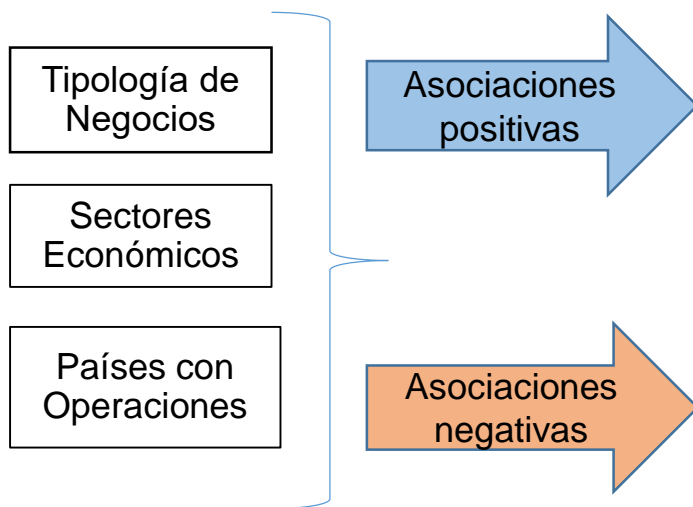 Tipología de
Negocios
Sectores
Económicos
Países con
Operaciones
Asociaciones
positivas
Asociaciones
negativas